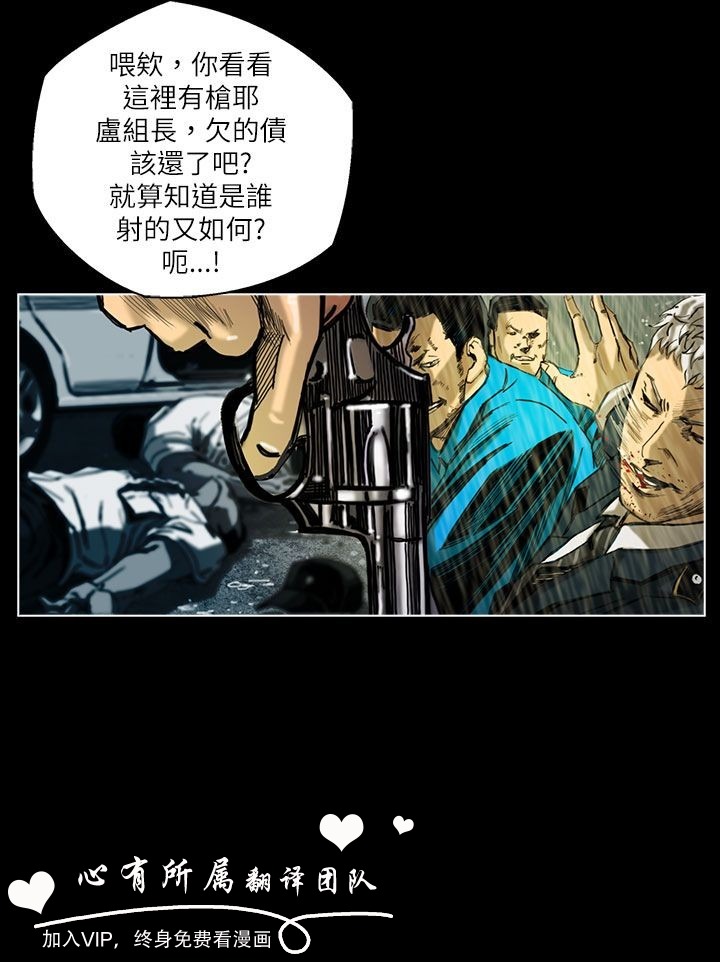 喂欸，你看看
這裡有槍耶
盧組長，欠的債
該還了吧?
就算知道是誰
射的又如何?
呃...!
心有所属翻译团队
加入VIP，终身免费看漫画